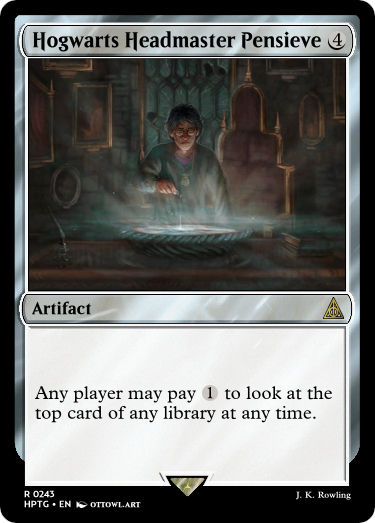 Hogwarts Headmaster Pensieve 4
Artifact
Any player may pay 1 to look at the
top card of any library at any time.
R 0243
HPTG • EN OTTOWI.ART
J. K. Rowling